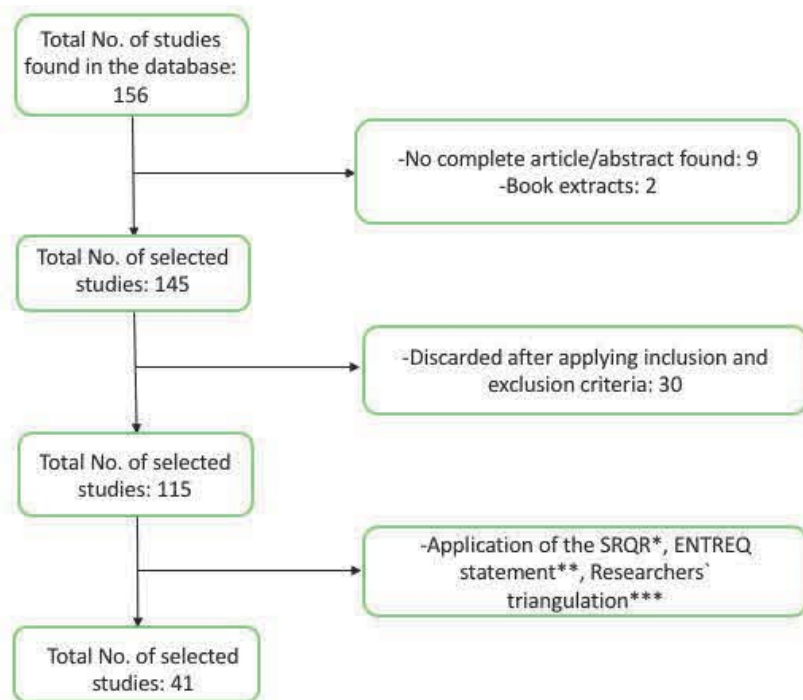 Total No. of studies
found in the database:
156
-No complete article/abstract found: 9
-Book extracts: 2
Total No. of selected
studies: 145
-Discarded after applying inclusion and
exclusion criteria: 30
Total No. of selected
studies: 115
-Application of the SRQR*, ENTREQ
statement**, Researchers`
triangulation***
Total No. of selected
studies: 41